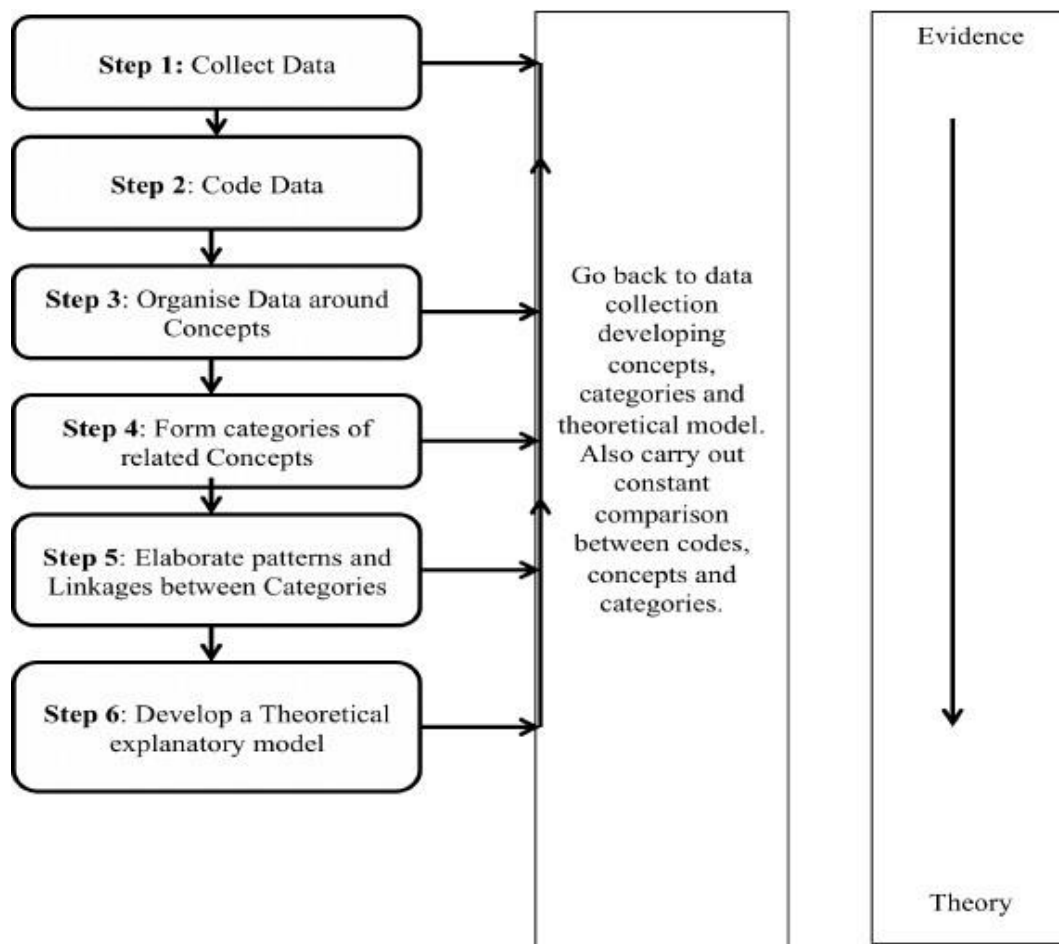 Step 1: Collect Data
Step 2: Code Data
Step 3: Organise Data around
Concepts
Step 4: Form categories of
related Concepts
Step 5: Elaborate patterns and
Linkages between Categories
Step 6: Develop a Theoretical
explanatory model
Go back to data
collection
developing
concepts,
categories and
theoretical model.
Also carry out
constant
comparison
between codes,
concepts and
categories.
Evidence
Theory